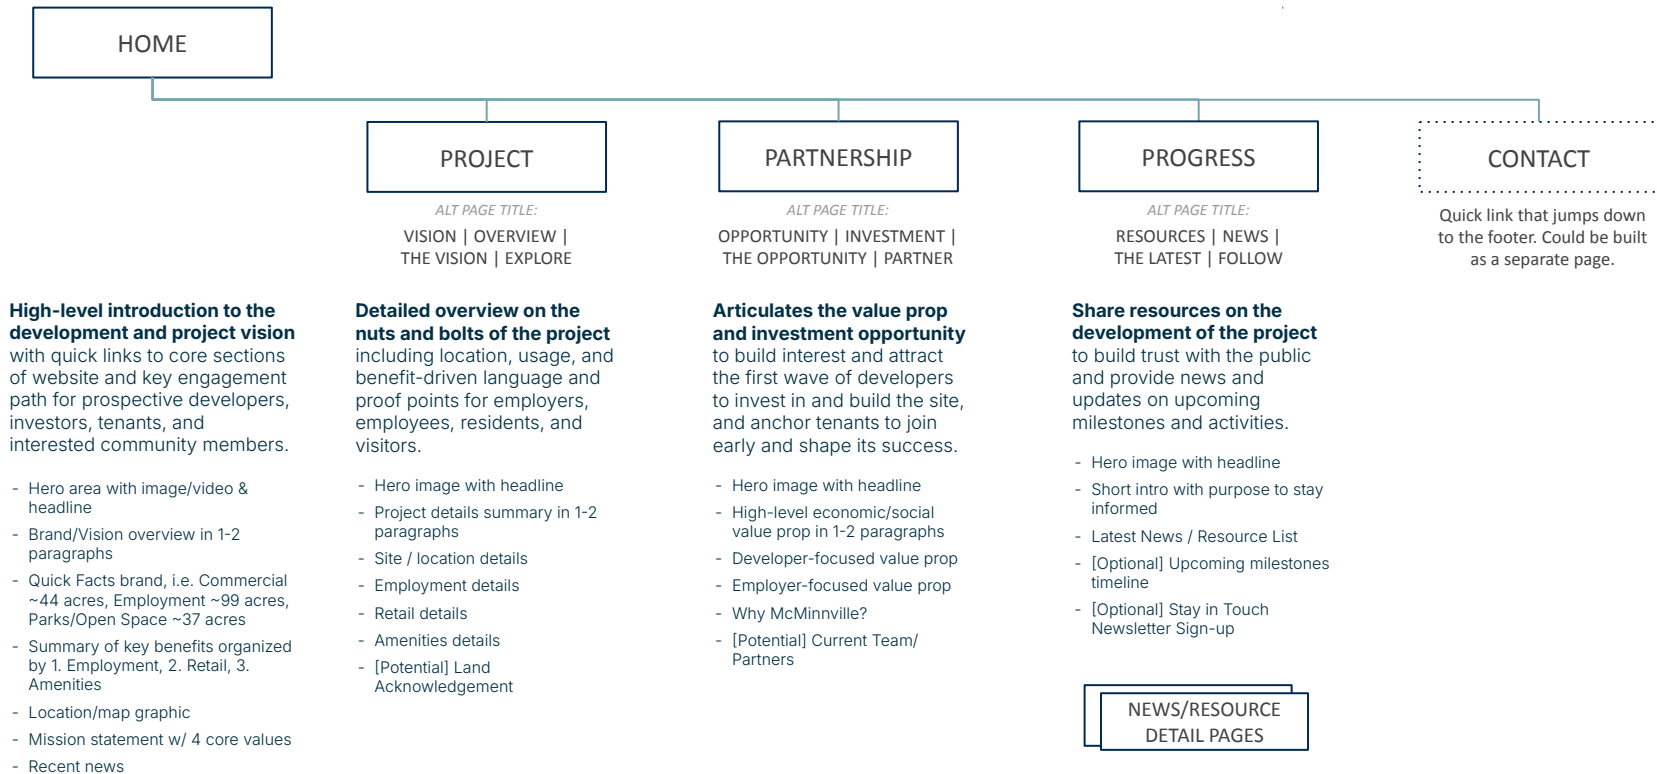 HOME
PROJECT
PARTNERSHIP
PROGRESS
CONTACT
ALT PAGE TITLE:
VISION | OVERVIEW |
THE VISION | EXPLORE
ALT PAGE TITLE:
OPPORTUNITY | INVESTMENT |
THE OPPORTUNITY | PARTNER
ALT PAGE TITLE:
RESOURCES | NEWS |
THE LATEST | FOLLOW
Quick link that jumps down
to the footer. Could be built
as a separate page.
High-level introduction to the
development and project vision
with quick links to core sections
of website and key engagement
path for prospective developers,
investors, tenants, and
interested community members.
- Hero area with image/video &
headline
- Brand/Vision overview in 1-2
paragraphs
- Quick Facts brand, i.e. Commercial
~44 acres, Employment ~99 acres,
Parks/Open Space ~37 acres
- Summary of key benefits organized
by 1. Employment, 2. Retail, 3.
Amenities
- Location/map graphic
- Mission statement w/ 4 core values
- Recent news
Detailed overview on the
nuts and bolts of the project
including location, usage, and
benefit-driven language and
proof points for employers,
employees, residents, and
visitors.
- Hero image with headline
- Project details summary in 1-2
paragraphs
- Site / location details
- Employment details
- Retail details
- Amenities details
- [Potential] Land
Acknowledgement
Articulates the value prop
and investment opportunity
to build interest and attract
the first wave of developers
to invest in and build the site,
and anchor tenants to join
early and shape its success.
- Hero image with headline
- High-level economic/social
value prop in 1-2 paragraphs
- Developer-focused value prop
- Employer-focused value prop
- Why McMinnville?
- [Potential] Current Team/
Partners
Share resources on the
development of the project
to build trust with the public
and provide news and
updates on upcoming
milestones and activities.
- Hero image with headline
- Short intro with purpose to stay
informed
- Latest News / Resource List
- [Optional] Upcoming milestones
timeline
- [Optional] Stay in Touch
Newsletter Sign-up
NEWS/RESOURCE
DETAIL PAGES